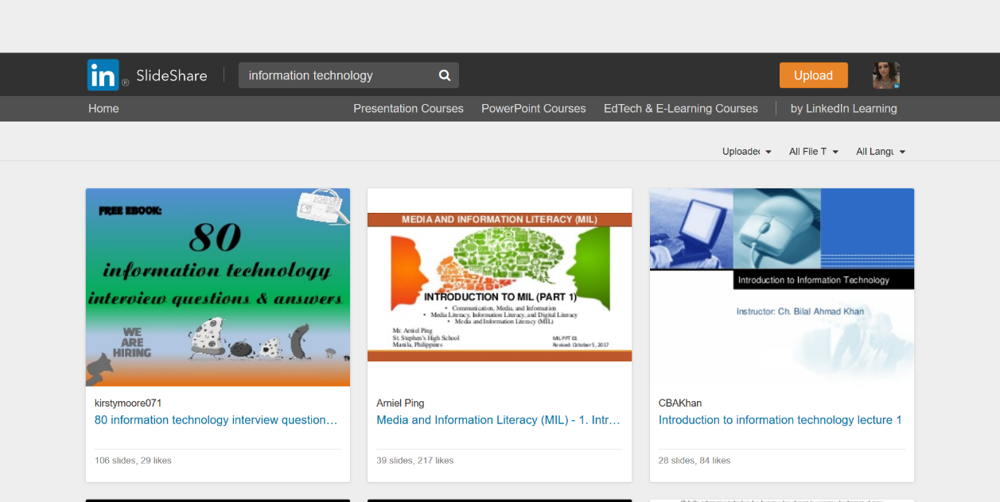 in ® SlideShare
information technology
Upload
Home
Presentation Courses
PowerPoint Courses
EdTech & E-Learning Courses
by LinkedIn Learning
Uploaded
All File T
All Langu
FREE EBOOK:
80
information technology
interview questions & answers
WE
ARE
HIRING
kirstymoore071
80 information technology interview question…
106 slides, 29 likes
MEDIA AND INFORMATION LITERACY (MIL)
INTRODUCTION TO MIL (PART 1)
• Communication, Media, and Information
• Media Literacy, Information Literacy, and Digital Literacy
• Media and Information Literacy (MIL)
Mr. Arniel Ping
St. Stephen's High School
Manila, Philippines
MIL PPT 01
Revised: October 5, 2017
Arniel Ping
Media and Information Literacy (MIL) - 1. Intr…
39 slides, 217 likes
Introduction to Information Technology
Instructor: Ch. Bilal Ahmad Khan
CBAKhan
Introduction to information technology lecture 1
28 slides, 84 likes